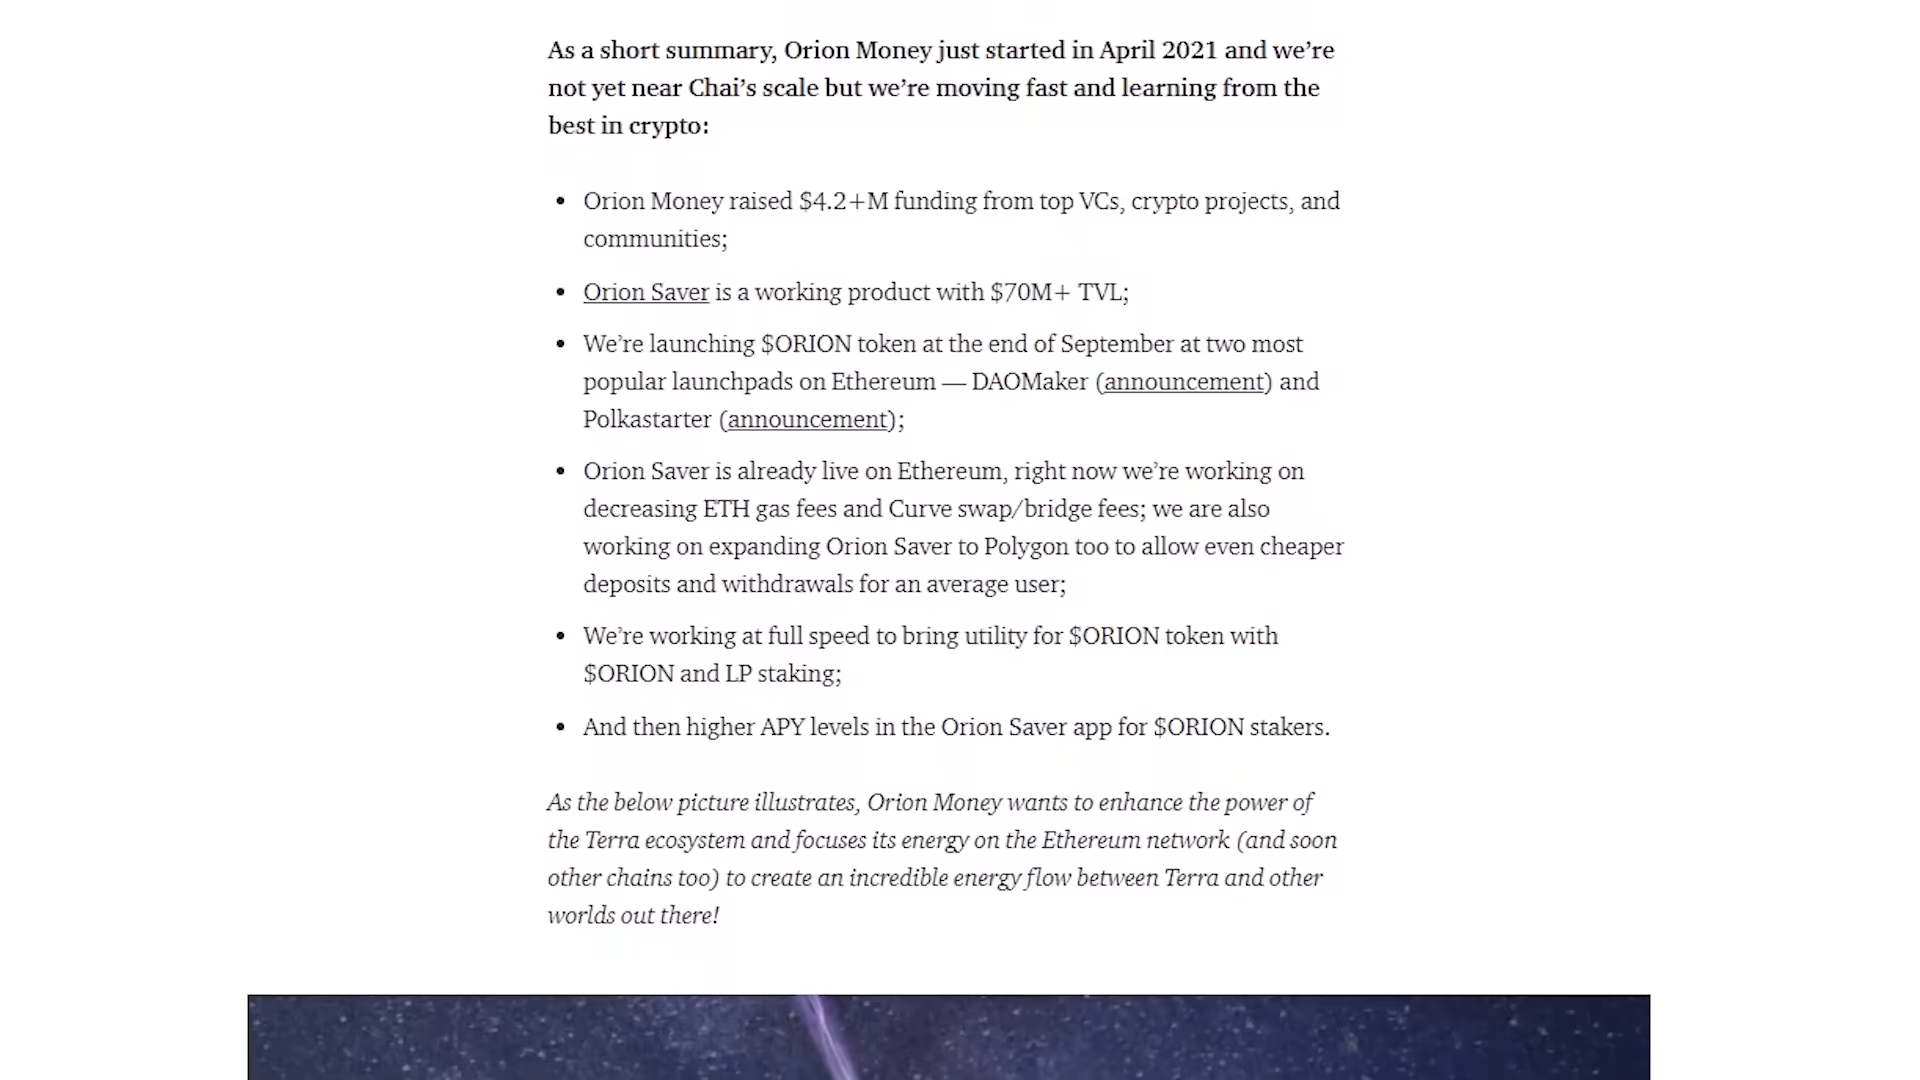 As a short summary, Orion Money just started in April 2021 and we’re
not yet near Chai’s scale but we’re moving fast and learning from the
best in crypto:
• Orion Money raised $4.2+M funding from top VCs, crypto projects, and
communities;
• Orion Saver is a working product with $70M+ TVL;
• We’re launching $ORION token at the end of September at two most
popular launchpads on Ethereum — DAOMaker (announcement) and
Polkastarter (announcement);
• Orion Saver is already live on Ethereum, right now we’re working on
decreasing ETH gas fees and Curve swap/bridge fees; we are also
working on expanding Orion Saver to Polygon too to allow even cheaper
deposits and withdrawals for an average user;
• We’re working at full speed to bring utility for $ORION token with
$ORION and LP staking;
• And then higher APY levels in the Orion Saver app for $ORION stakers.
As the below picture illustrates, Orion Money wants to enhance the power of
the Terra ecosystem and focuses its energy on the Ethereum network (and soon
other chains too) to create an incredible energy flow between Terra and other
worlds out there!